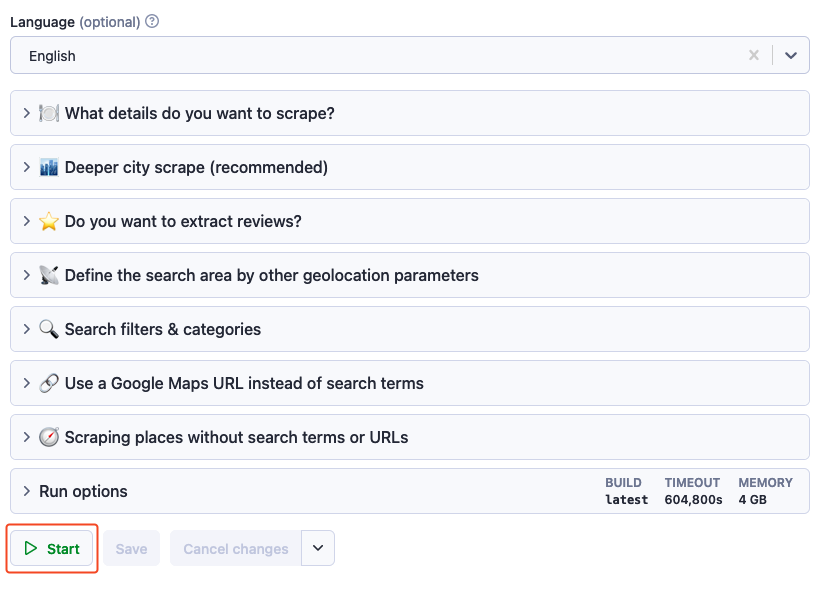 Language (optional)
English
What details do you want to scrape?
Deeper city scrape (recommended)
Do you want to extract reviews?
Define the search area by other geolocation parameters
Search filters & categories
Use a Google Maps URL instead of search terms
Scraping places without search terms or URLs
Run options
BUILD TIMEOUT MEMORY
latest 604,800s 4 GB
Start Save Cancel changes